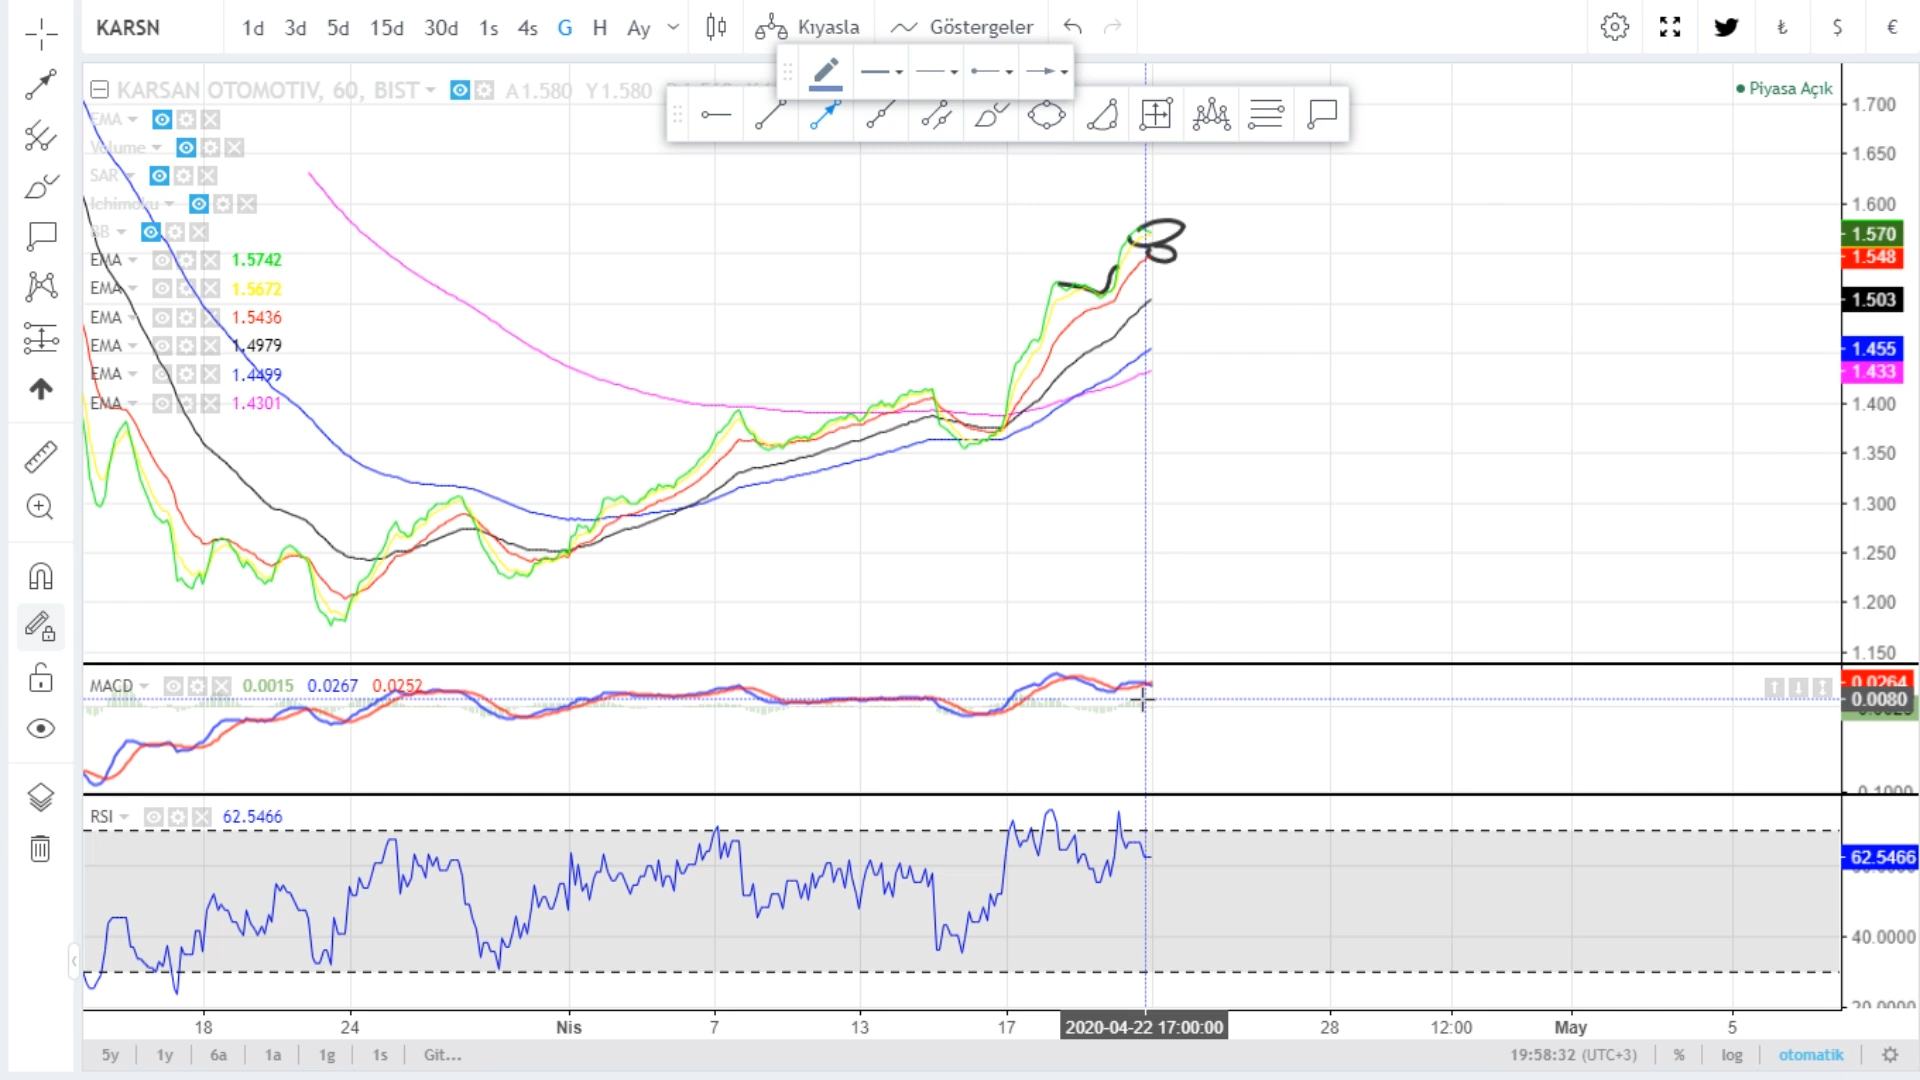 KARSN 1d 3d 5d 15d 30d 1s 4s G H Ay Kıyasla Göstergeler ₺ $ €
KARSAN OTOMOTIV, 60, BIST A 1.580 Y 1.580
Piyasa Açık
EMA
Volume
SAR
Ichimoku
BB
EMA 1.5742
EMA 1.5672
EMA 1.5436
EMA 1.4979
EMA 1.4499
EMA 1.4301
1.700
1.650
1.600
1.570
1.548
1.503
1.455
1.433
1.400
1.350
1.300
1.250
1.200
1.150
MACD 0.0015 0.0267 0.0252
0.0264
0.0080
RSI 62.5466
62.5466
40.0000
18 24 Nis 7 13 17 2020-04-22 17:00:00 28 12:00 May 5
5y 1y 6a 1a 1g 1s Git... 19:58:32 (UTC+3) % log otomatik